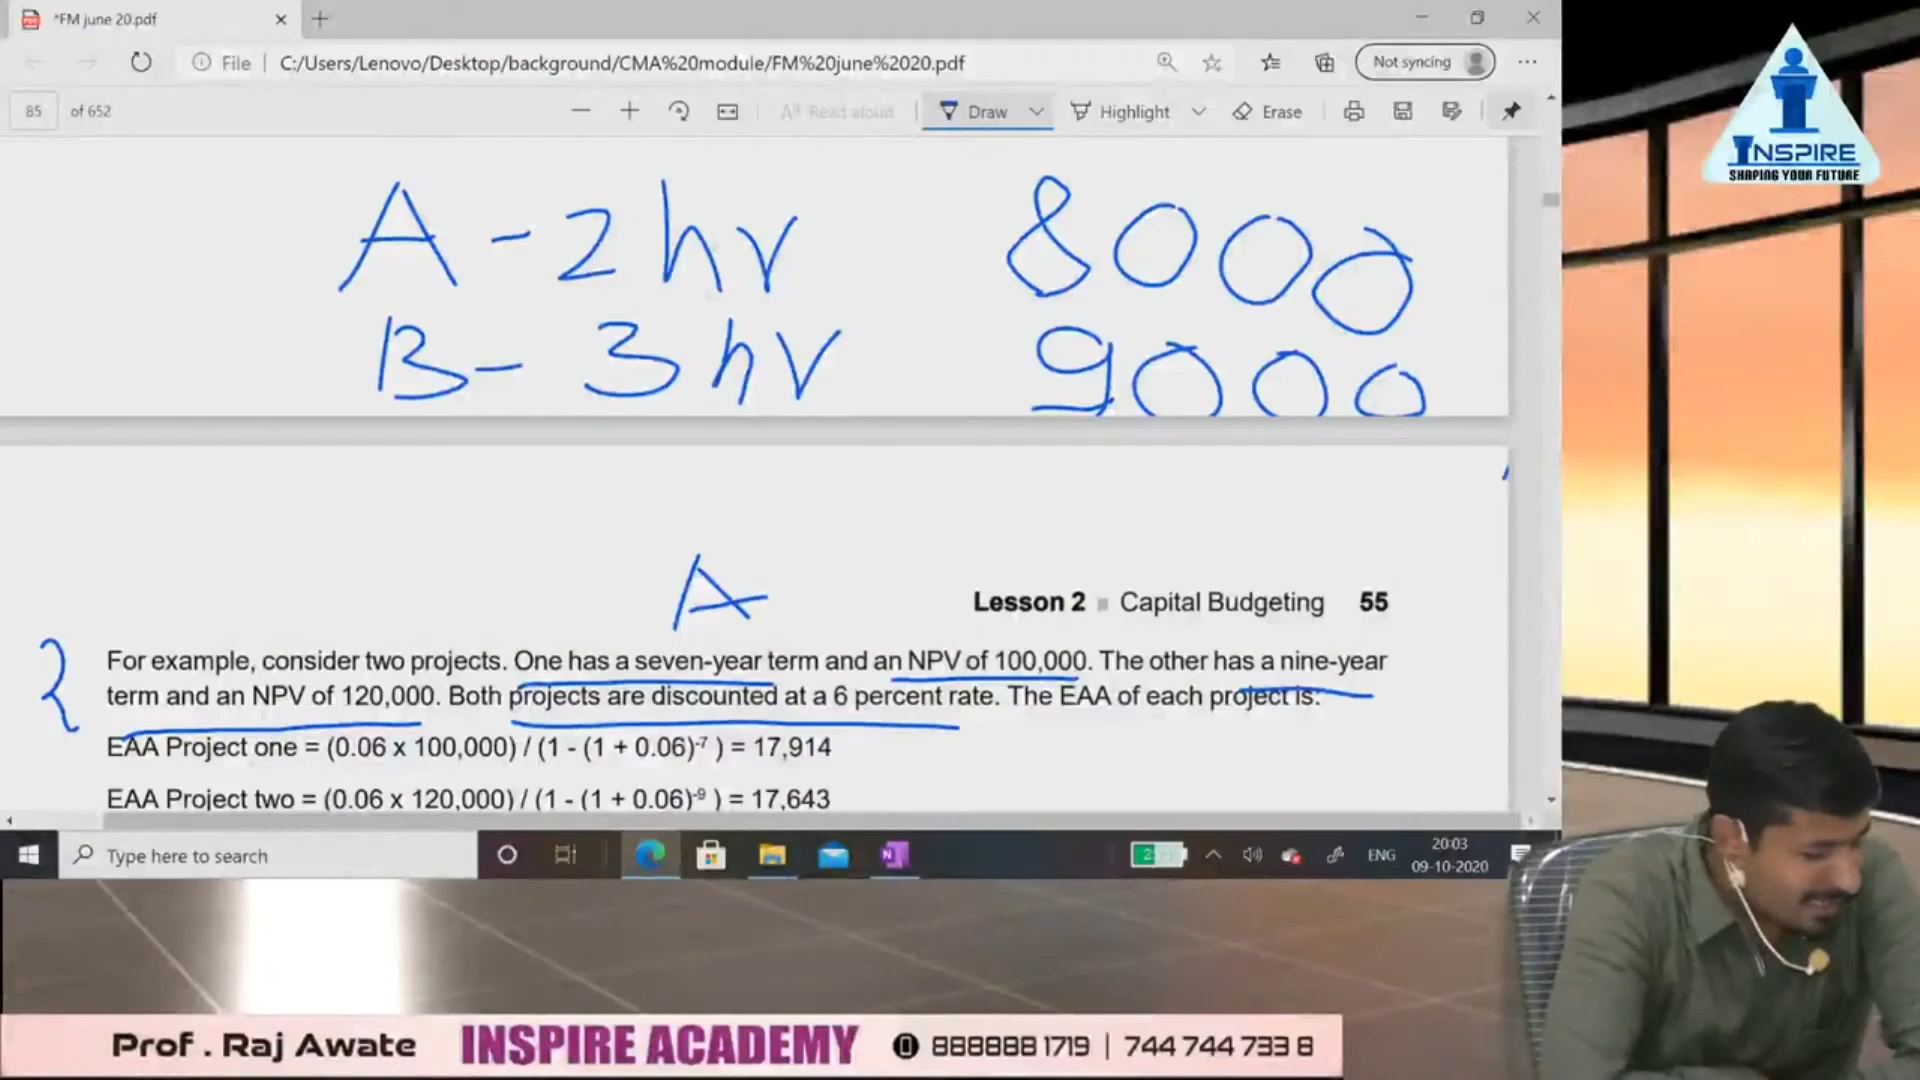 *FM june 20.pdf
File | C:/Users/Lenovo/Desktop/background/CMA%20module/FM%20june%2020.pdf
Not syncing
85 of 652
Read aloud
Draw
Highlight
Erase
A - 2 hr 8000
B - 3 hr 9000
A
Lesson 2 Capital Budgeting 55
For example, consider two projects. One has a seven-year term and an NPV of 100,000. The other has a nine-year
term and an NPV of 120,000. Both projects are discounted at a 6 percent rate. The EAA of each project is:
EAA Project one = (0.06 x 100,000) / (1 - (1 + 0.06)⁻⁷ ) = 17,914
EAA Project two = (0.06 x 120,000) / (1 - (1 + 0.06)⁻⁹ ) = 17,643
Type here to search
ENG
20:03
09-10-2020
INSPIRE
SHAPING YOUR FUTURE
Prof . Raj Awate INSPIRE ACADEMY 888888 1719 | 744 744 733 8